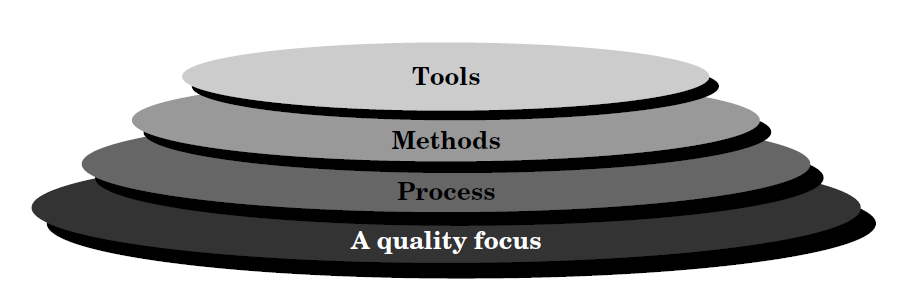 Tools
Methods
Process
A quality focus